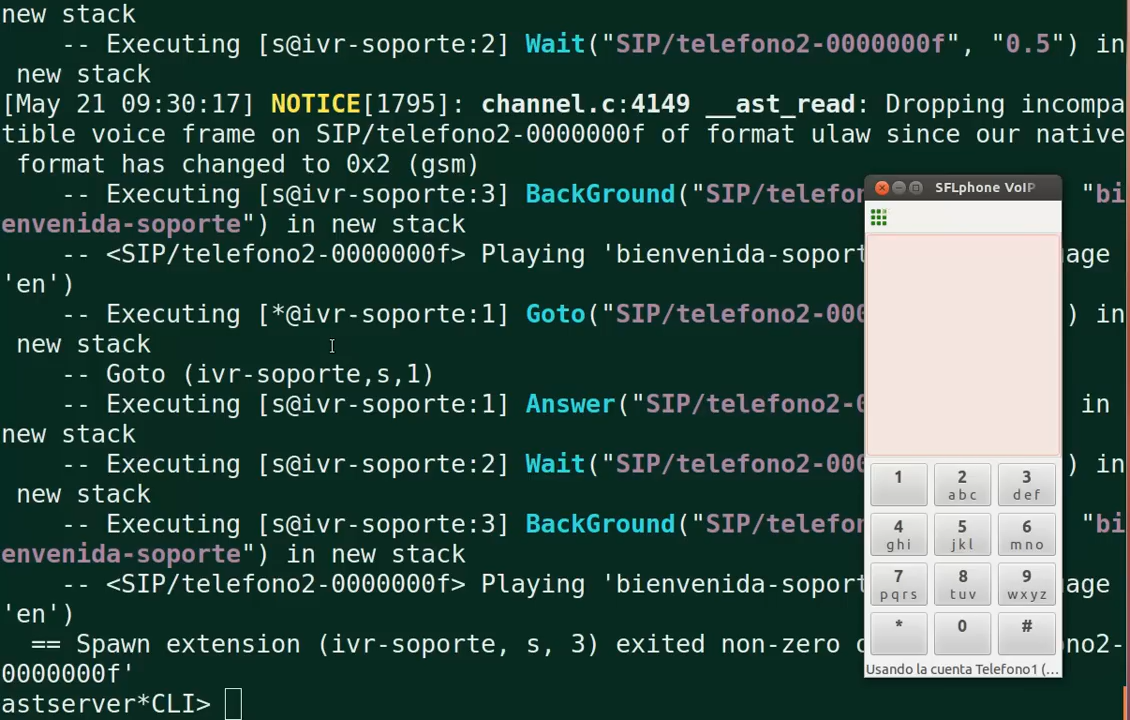 new stack
    -- Executing [s@ivr-soporte:2] Wait("SIP/telefono2-0000000f", "0.5") in
 new stack
[May 21 09:30:17] NOTICE[1795]: channel.c:4149 __ast_read: Dropping incompa
tible voice frame on SIP/telefono2-0000000f of format ulaw since our native
 format has changed to 0x2 (gsm)
    -- Executing [s@ivr-soporte:3] BackGround("SIP/telefon "bi
envenida-soporte") in new stack
    -- <SIP/telefono2-0000000f> Playing 'bienvenida-soport age
'en')
    -- Executing [*@ivr-soporte:1] Goto("SIP/telefono2-000 ) in
 new stack
    -- Goto (ivr-soporte,s,1)
    -- Executing [s@ivr-soporte:1] Answer("SIP/telefono2-0 in
new stack
    -- Executing [s@ivr-soporte:2] Wait("SIP/telefono2-000 ) in
 new stack
    -- Executing [s@ivr-soporte:3] BackGround("SIP/telefon "bi
envenida-soporte") in new stack
    -- <SIP/telefono2-0000000f> Playing 'bienvenida-soport age
'en')
  == Spawn extension (ivr-soporte, s, 3) exited non-zero ono2-
0000000f'
astserver*CLI>
SFLphone VoIP
1 2 abc 3 def
4 ghi 5 jkl 6 mno
7 pqrs 8 tuv 9 wxyz
* 0 #
Usando la cuenta Telefono1 (...